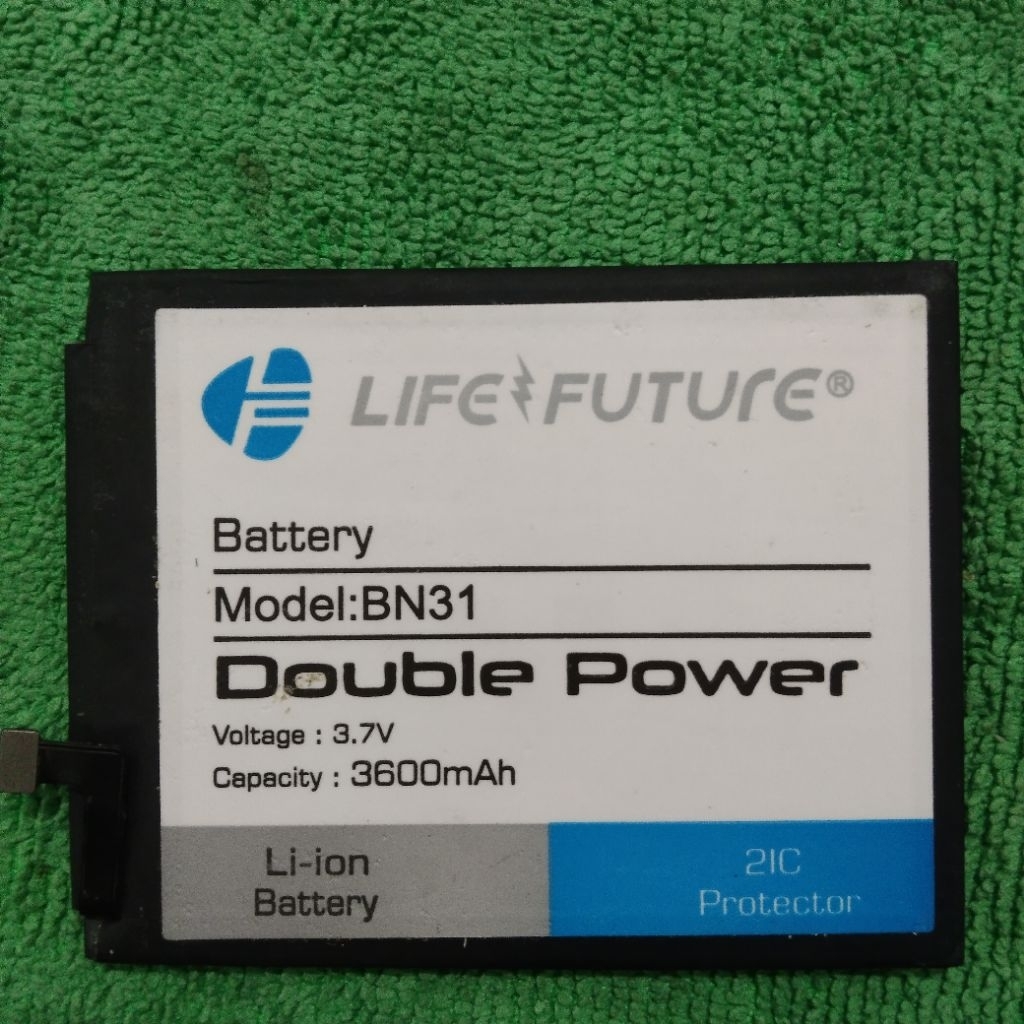 LIFE FUTURE®
Battery
Model:BN31
Double Power
Voltage : 3.7V
Capacity : 3600mAh
Li-ion
Battery
2IC
Protector